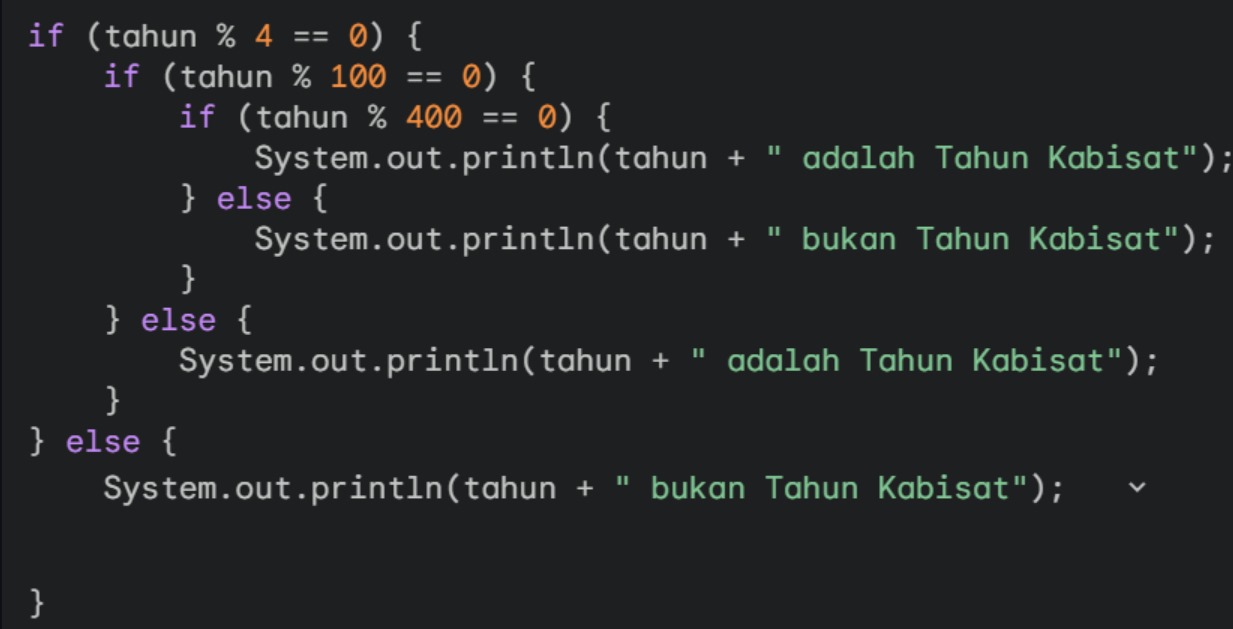 if (tahun % 4 == 0) {
    if (tahun % 100 == 0) {
        if (tahun % 400 == 0) {
            System.out.println(tahun + " adalah Tahun Kabisat");
        } else {
            System.out.println(tahun + " bukan Tahun Kabisat");
        }
    } else {
        System.out.println(tahun + " adalah Tahun Kabisat");
    }
} else {
    System.out.println(tahun + " bukan Tahun Kabisat");
}